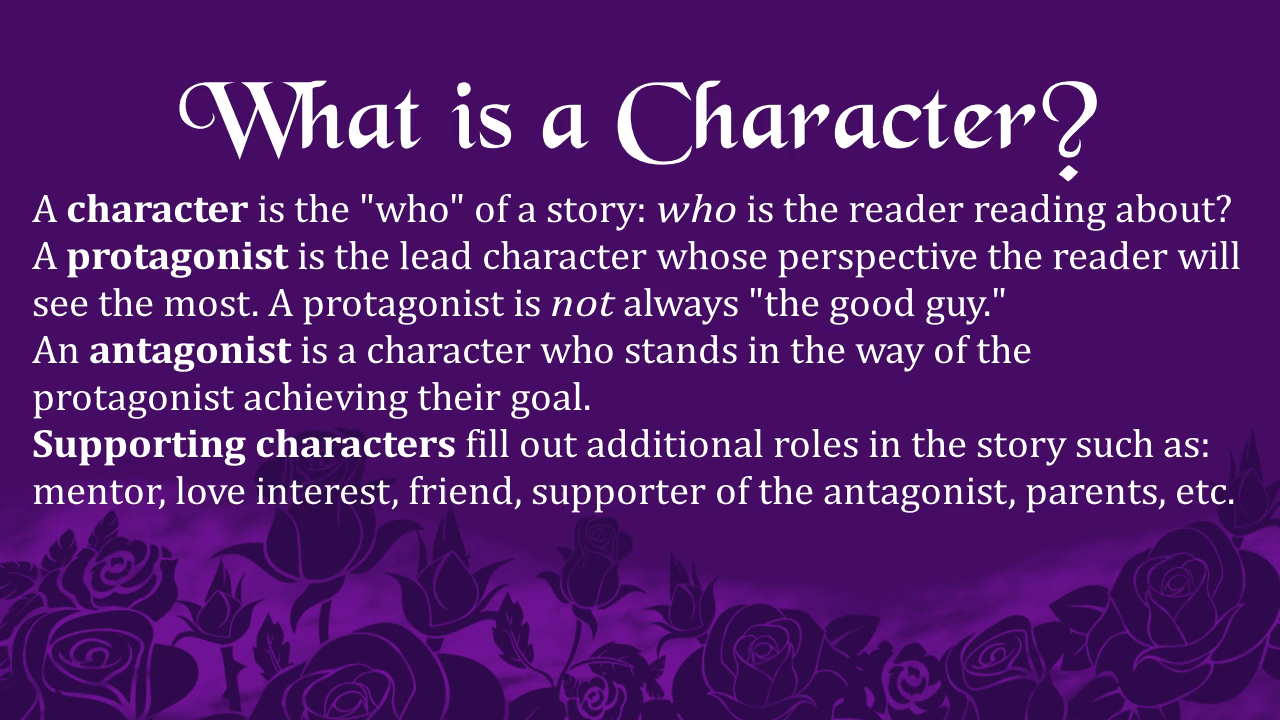 What is a Character?
A character is the "who" of a story: who is the reader reading about?
A protagonist is the lead character whose perspective the reader will
see the most. A protagonist is not always "the good guy."
An antagonist is a character who stands in the way of the
protagonist achieving their goal.
Supporting characters fill out additional roles in the story such as:
mentor, love interest, friend, supporter of the antagonist, parents, etc.